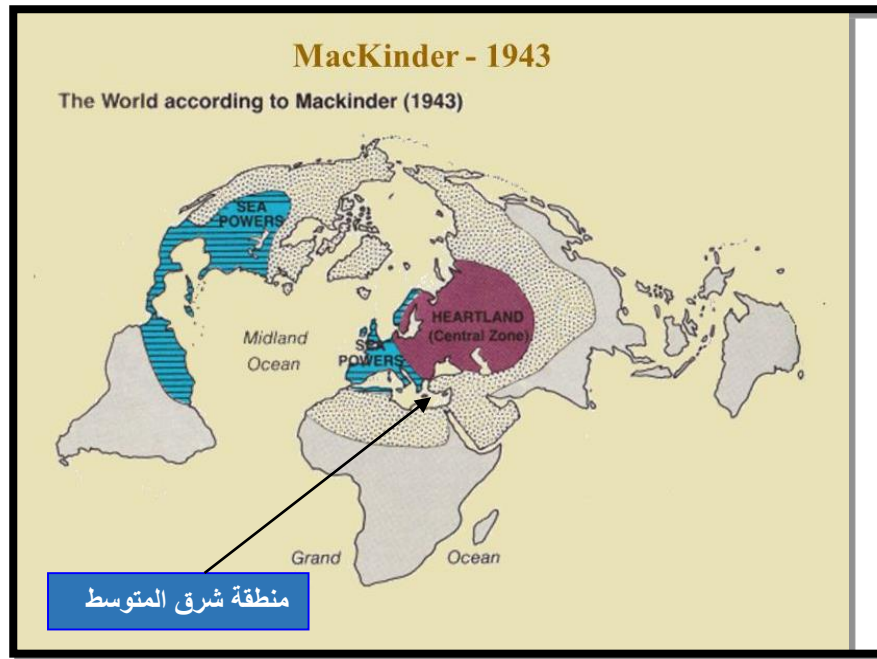 MacKinder - 1943
The World according to Mackinder (1943)
SEA
POWERS
HEARTLAND
(Central Zone)
Midland
Ocean
SEA
POWERS
Grand
Ocean
منطقة شرق المتوسط